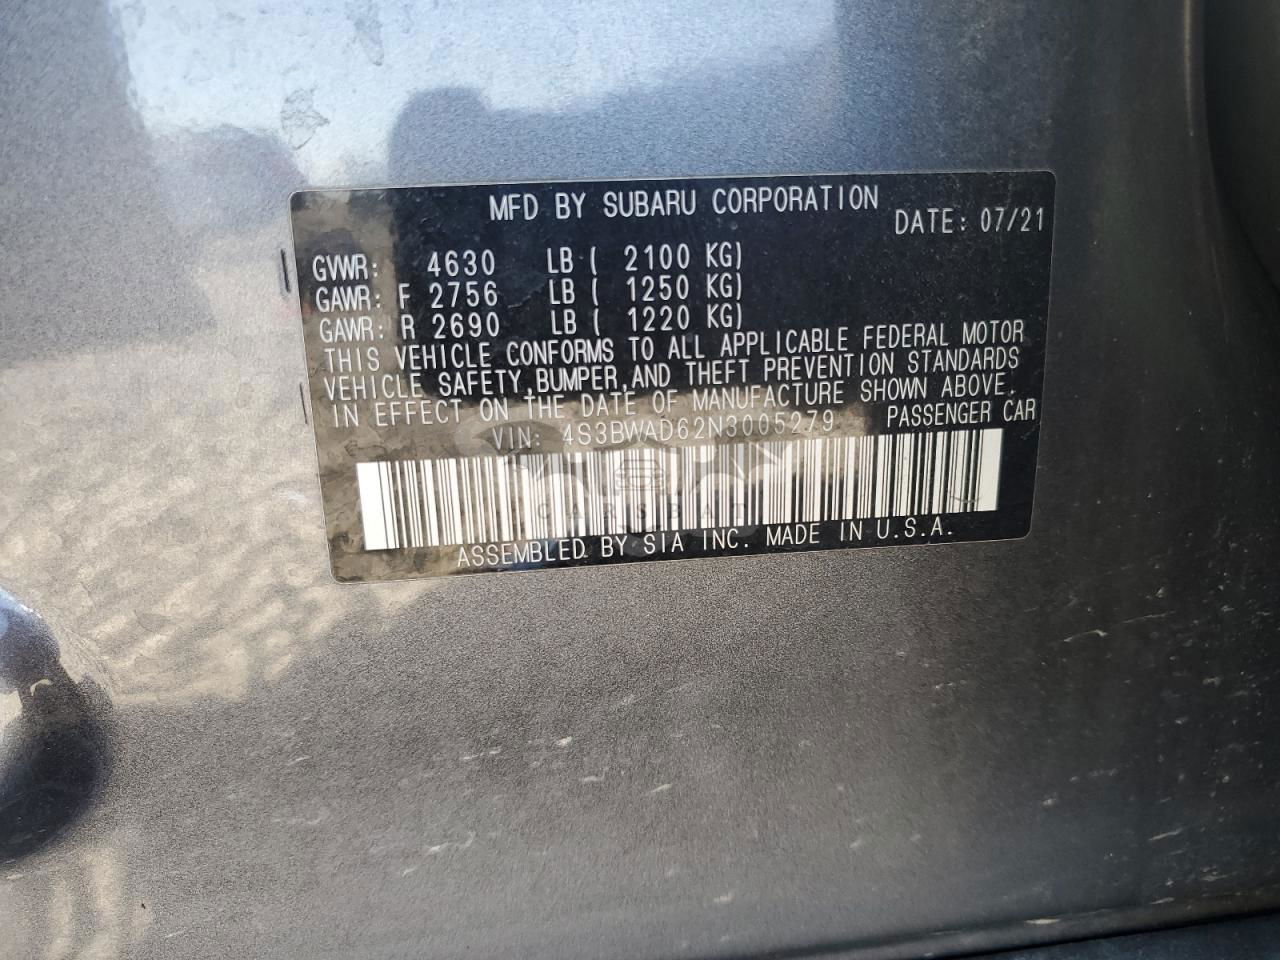 MFD BY SUBARU CORPORATION
DATE: 07/21
GVWR: 4630 LB ( 2100 KG)
GAWR: F 2756 LB ( 1250 KG)
GAWR: R 2690 LB ( 1220 KG)
THIS VEHICLE CONFORMS TO ALL APPLICABLE FEDERAL MOTOR
VEHICLE SAFETY,BUMPER,AND THEFT PREVENTION STANDARDS
IN EFFECT ON THE DATE OF MANUFACTURE SHOWN ABOVE.
VIN: 4S3BWAD62N3005279 PASSENGER CAR
CARSBAD
ASSEMBLED BY SIA INC. MADE IN U.S.A.